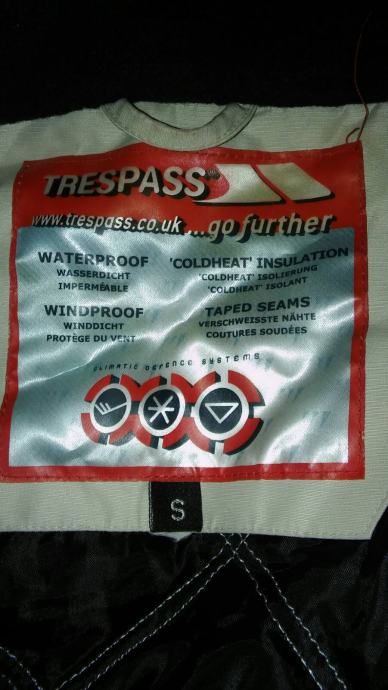 TRESPASS
www.trespass.co.uk ...go further
WATERPROOF
WASSERDICHT
IMPERMÉABLE
'COLDHEAT' INSULATION
'COLDHEAT' ISOLIERUNG
'COLDHEAT' ISOLANT
WINDPROOF
WINDDICHT
PROTÈGE DU VENT
TAPED SEAMS
VERSCHWEISSTE NÄHTE
COUTURES SOUDÉES
CLIMATIC DEFENCE SYSTEMS
S